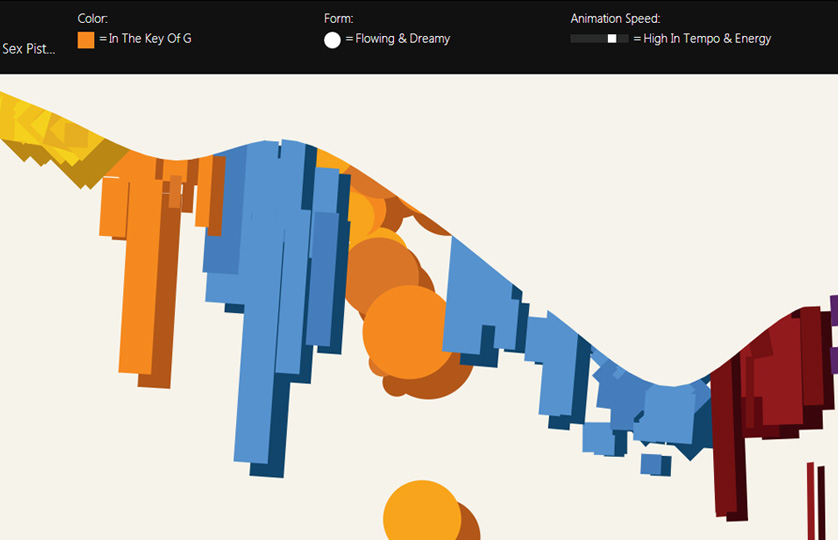 Color:
Form:
Animation Speed:
Sex Pist...
= In The Key Of G
= Flowing & Dreamy
= High In Tempo & Energy